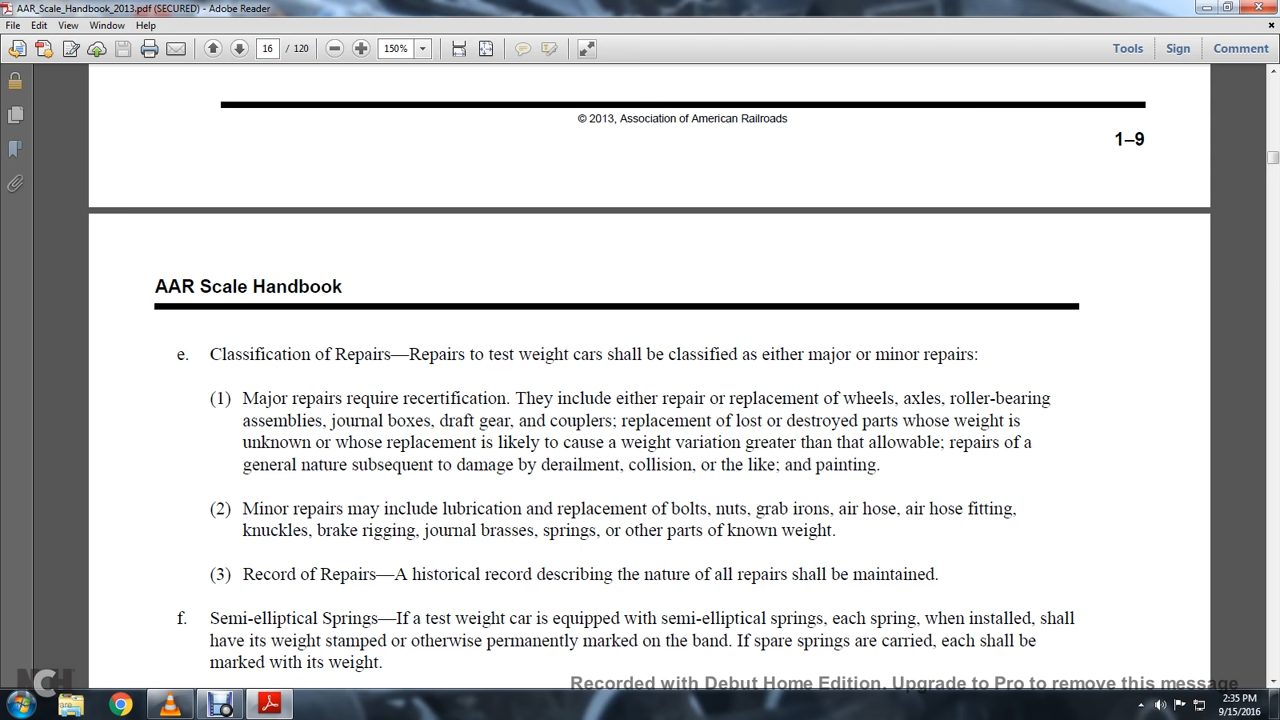 AAR_Scale_Handbook_2013.pdf (SECURED) - Adobe Reader
File Edit View Window Help
16 / 120 150% Tools Sign Comment
© 2013, Association of American Railroads
1–9
AAR Scale Handbook
e. Classification of Repairs—Repairs to test weight cars shall be classified as either major or minor repairs:
(1) Major repairs require recertification. They include either repair or replacement of wheels, axles, roller-bearing
assemblies, journal boxes, draft gear, and couplers; replacement of lost or destroyed parts whose weight is
unknown or whose replacement is likely to cause a weight variation greater than that allowable; repairs of a
general nature subsequent to damage by derailment, collision, or the like; and painting.
(2) Minor repairs may include lubrication and replacement of bolts, nuts, grab irons, air hose, air hose fitting,
knuckles, brake rigging, journal brasses, springs, or other parts of known weight.
(3) Record of Repairs—A historical record describing the nature of all repairs shall be maintained.
f. Semi-elliptical Springs—If a test weight car is equipped with semi-elliptical springs, each spring, when installed, shall
have its weight stamped or otherwise permanently marked on the band. If spare springs are carried, each shall be
marked with its weight.
Recorded with Debut Home Edition. Upgrade to Pro to remove this message
2:35 PM
9/15/2016